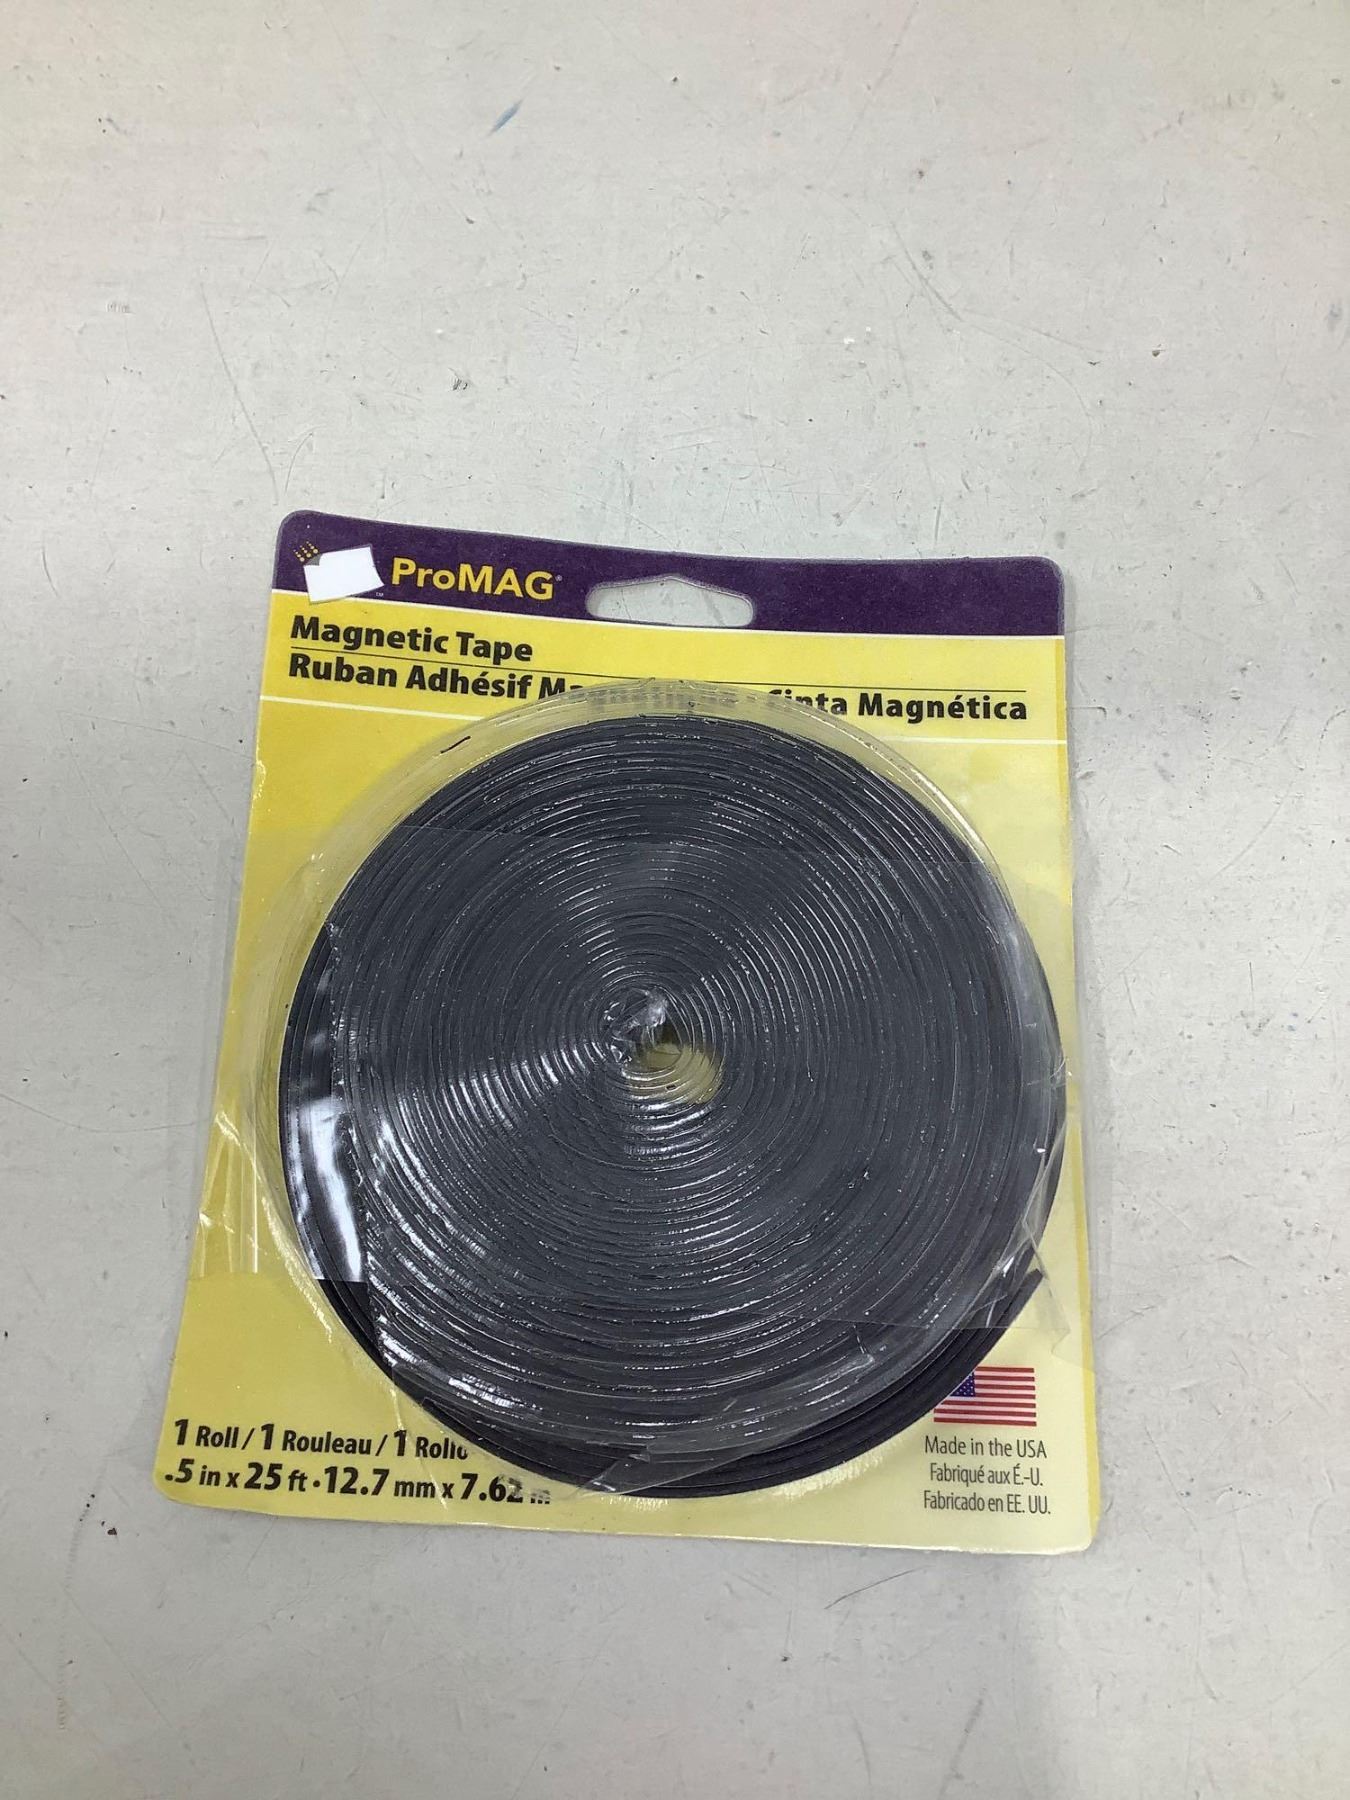 ProMAG®
Magnetic Tape
Ruban Adhésif Magnétique · Cinta Magnética
1 Roll / 1 Rouleau / 1 Rollo
.5 in x 25 ft · 12.7 mm x 7.62 m
Made in the USA
Fabriqué aux É.-U.
Fabricado en EE. UU.